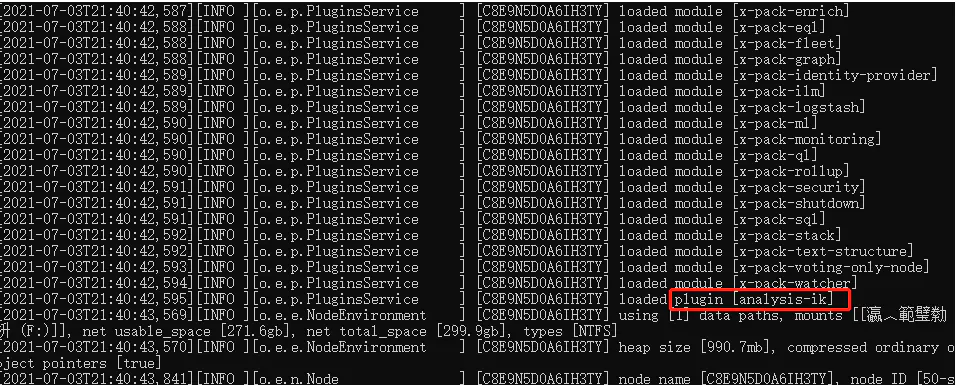 [2021-07-03T21:40:42,587][INFO ][o.e.p.PluginsService     ] [C8E9N5D0A6IH3TY] loaded module [x-pack-enrich]
[2021-07-03T21:40:42,588][INFO ][o.e.p.PluginsService     ] [C8E9N5D0A6IH3TY] loaded module [x-pack-eql]
[2021-07-03T21:40:42,588][INFO ][o.e.p.PluginsService     ] [C8E9N5D0A6IH3TY] loaded module [x-pack-fleet]
[2021-07-03T21:40:42,588][INFO ][o.e.p.PluginsService     ] [C8E9N5D0A6IH3TY] loaded module [x-pack-graph]
[2021-07-03T21:40:42,589][INFO ][o.e.p.PluginsService     ] [C8E9N5D0A6IH3TY] loaded module [x-pack-identity-provider]
[2021-07-03T21:40:42,589][INFO ][o.e.p.PluginsService     ] [C8E9N5D0A6IH3TY] loaded module [x-pack-ilm]
[2021-07-03T21:40:42,589][INFO ][o.e.p.PluginsService     ] [C8E9N5D0A6IH3TY] loaded module [x-pack-logstash]
[2021-07-03T21:40:42,590][INFO ][o.e.p.PluginsService     ] [C8E9N5D0A6IH3TY] loaded module [x-pack-ml]
[2021-07-03T21:40:42,590][INFO ][o.e.p.PluginsService     ] [C8E9N5D0A6IH3TY] loaded module [x-pack-monitoring]
[2021-07-03T21:40:42,590][INFO ][o.e.p.PluginsService     ] [C8E9N5D0A6IH3TY] loaded module [x-pack-ql]
[2021-07-03T21:40:42,590][INFO ][o.e.p.PluginsService     ] [C8E9N5D0A6IH3TY] loaded module [x-pack-rollup]
[2021-07-03T21:40:42,591][INFO ][o.e.p.PluginsService     ] [C8E9N5D0A6IH3TY] loaded module [x-pack-security]
[2021-07-03T21:40:42,591][INFO ][o.e.p.PluginsService     ] [C8E9N5D0A6IH3TY] loaded module [x-pack-shutdown]
[2021-07-03T21:40:42,591][INFO ][o.e.p.PluginsService     ] [C8E9N5D0A6IH3TY] loaded module [x-pack-sql]
[2021-07-03T21:40:42,592][INFO ][o.e.p.PluginsService     ] [C8E9N5D0A6IH3TY] loaded module [x-pack-stack]
[2021-07-03T21:40:42,592][INFO ][o.e.p.PluginsService     ] [C8E9N5D0A6IH3TY] loaded module [x-pack-text-structure]
[2021-07-03T21:40:42,593][INFO ][o.e.p.PluginsService     ] [C8E9N5D0A6IH3TY] loaded module [x-pack-voting-only-node]
[2021-07-03T21:40:42,594][INFO ][o.e.p.PluginsService     ] [C8E9N5D0A6IH3TY] loaded module [x-pack-watcher]
[2021-07-03T21:40:42,595][INFO ][o.e.p.PluginsService     ] [C8E9N5D0A6IH3TY] loaded plugin [analysis-ik]
[2021-07-03T21:40:43,569][INFO ][o.e.e.NodeEnvironment    ] [C8E9N5D0A6IH3TY] using [1] data paths, mounts [[瀛︿範璧勬
(F:)]], net usable_space [271.6gb], net total_space [299.9gb], types [NTFS]
[2021-07-03T21:40:43,570][INFO ][o.e.e.NodeEnvironment    ] [C8E9N5D0A6IH3TY] heap size [990.7mb], compressed ordinary o
bject pointers [true]
[2021-07-03T21:40:43,841][INFO ][o.e.n.Node               ] [C8E9N5D0A6IH3TY] node name [C8E9N5D0A6IH3TY], node ID [50-s